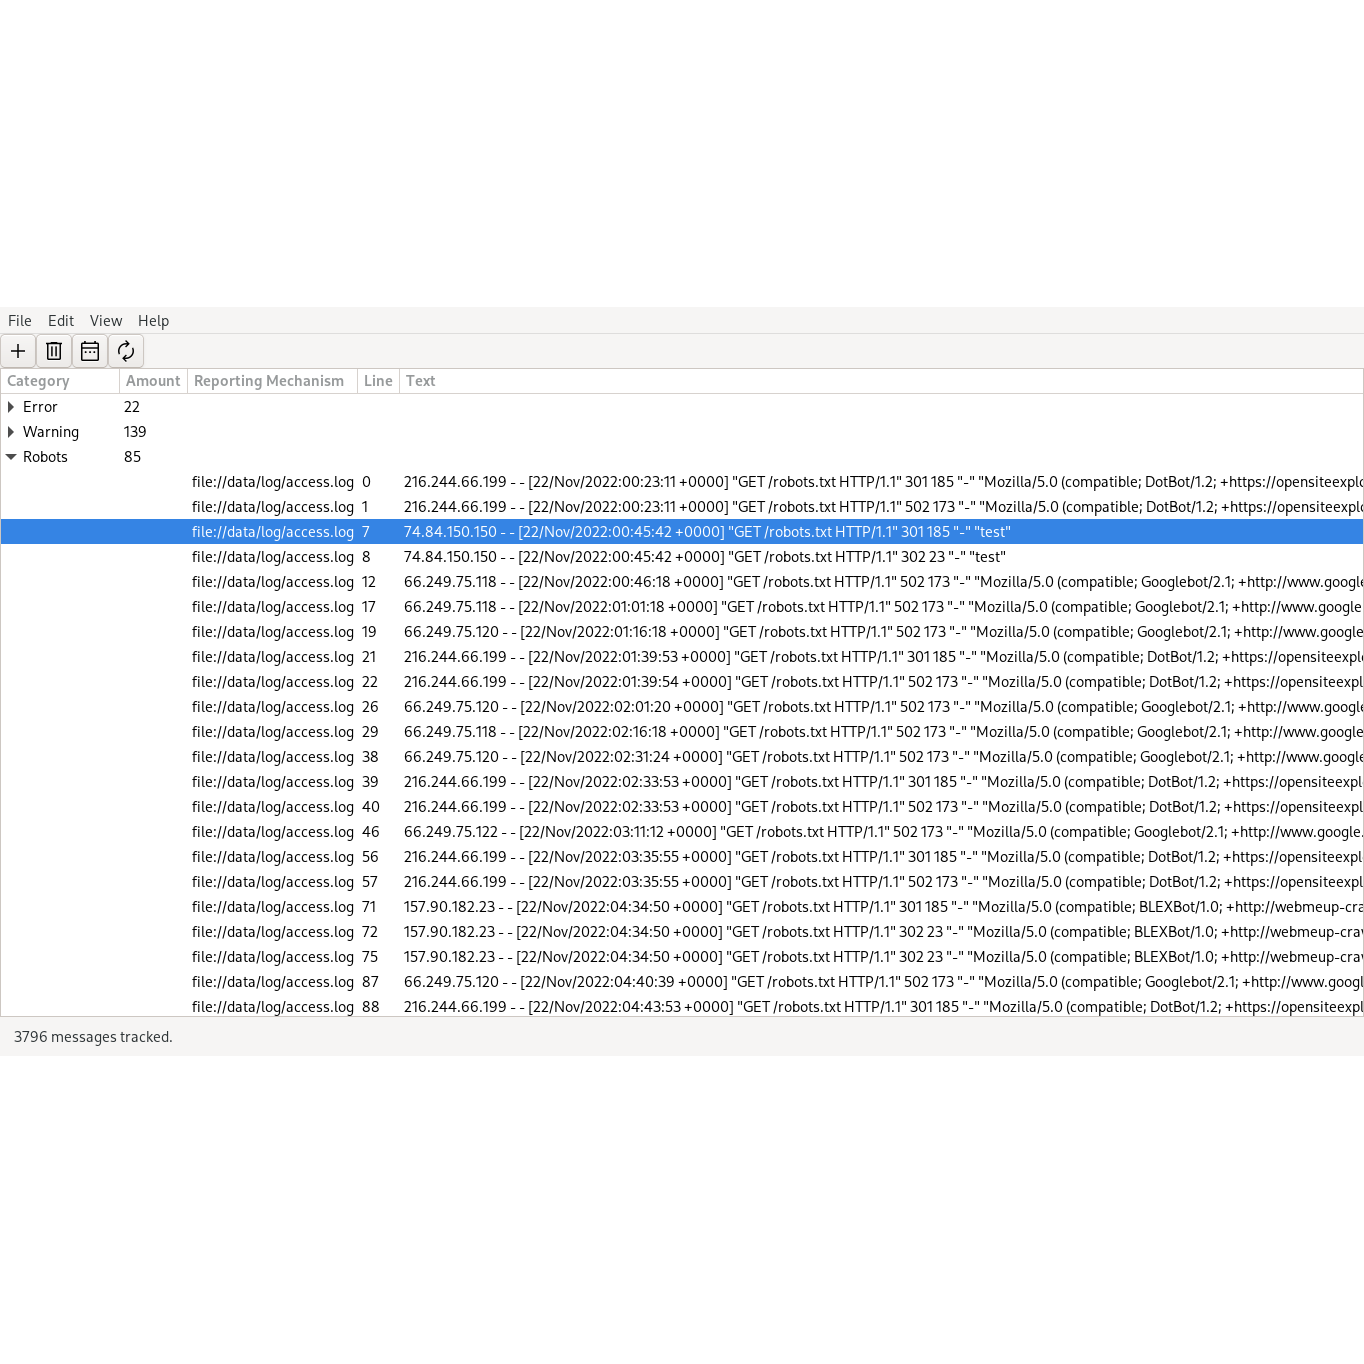 File Edit View Help
Category Amount Reporting Mechanism Line Text
Error 22
Warning 139
Robots 85
file://data/log/access.log 0 216.244.66.199 - - [22/Nov/2022:00:23:11 +0000] "GET /robots.txt HTTP/1.1" 301 185 "-" "Mozilla/5.0 (compatible; DotBot/1.2; +https://opensiteexplo
file://data/log/access.log 1 216.244.66.199 - - [22/Nov/2022:00:23:11 +0000] "GET /robots.txt HTTP/1.1" 502 173 "-" "Mozilla/5.0 (compatible; DotBot/1.2; +https://opensiteexplo
file://data/log/access.log 7 74.84.150.150 - - [22/Nov/2022:00:45:42 +0000] "GET /robots.txt HTTP/1.1" 301 185 "-" "test"
file://data/log/access.log 8 74.84.150.150 - - [22/Nov/2022:00:45:42 +0000] "GET /robots.txt HTTP/1.1" 302 23 "-" "test"
file://data/log/access.log 12 66.249.75.118 - - [22/Nov/2022:00:46:18 +0000] "GET /robots.txt HTTP/1.1" 502 173 "-" "Mozilla/5.0 (compatible; Googlebot/2.1; +http://www.google
file://data/log/access.log 17 66.249.75.118 - - [22/Nov/2022:01:01:18 +0000] "GET /robots.txt HTTP/1.1" 502 173 "-" "Mozilla/5.0 (compatible; Googlebot/2.1; +http://www.google
file://data/log/access.log 19 66.249.75.120 - - [22/Nov/2022:01:16:18 +0000] "GET /robots.txt HTTP/1.1" 502 173 "-" "Mozilla/5.0 (compatible; Googlebot/2.1; +http://www.google
file://data/log/access.log 21 216.244.66.199 - - [22/Nov/2022:01:39:53 +0000] "GET /robots.txt HTTP/1.1" 301 185 "-" "Mozilla/5.0 (compatible; DotBot/1.2; +https://opensiteexpl
file://data/log/access.log 22 216.244.66.199 - - [22/Nov/2022:01:39:54 +0000] "GET /robots.txt HTTP/1.1" 502 173 "-" "Mozilla/5.0 (compatible; DotBot/1.2; +https://opensiteexpl
file://data/log/access.log 26 66.249.75.120 - - [22/Nov/2022:02:01:20 +0000] "GET /robots.txt HTTP/1.1" 502 173 "-" "Mozilla/5.0 (compatible; Googlebot/2.1; +http://www.google
file://data/log/access.log 29 66.249.75.118 - - [22/Nov/2022:02:16:18 +0000] "GET /robots.txt HTTP/1.1" 502 173 "-" "Mozilla/5.0 (compatible; Googlebot/2.1; +http://www.google
file://data/log/access.log 38 66.249.75.120 - - [22/Nov/2022:02:31:24 +0000] "GET /robots.txt HTTP/1.1" 502 173 "-" "Mozilla/5.0 (compatible; Googlebot/2.1; +http://www.google
file://data/log/access.log 39 216.244.66.199 - - [22/Nov/2022:02:33:53 +0000] "GET /robots.txt HTTP/1.1" 301 185 "-" "Mozilla/5.0 (compatible; DotBot/1.2; +https://opensiteexpl
file://data/log/access.log 40 216.244.66.199 - - [22/Nov/2022:02:33:53 +0000] "GET /robots.txt HTTP/1.1" 502 173 "-" "Mozilla/5.0 (compatible; DotBot/1.2; +https://opensiteexpl
file://data/log/access.log 46 66.249.75.122 - - [22/Nov/2022:03:11:12 +0000] "GET /robots.txt HTTP/1.1" 502 173 "-" "Mozilla/5.0 (compatible; Googlebot/2.1; +http://www.google.
file://data/log/access.log 56 216.244.66.199 - - [22/Nov/2022:03:35:55 +0000] "GET /robots.txt HTTP/1.1" 301 185 "-" "Mozilla/5.0 (compatible; DotBot/1.2; +https://opensiteexpl
file://data/log/access.log 57 216.244.66.199 - - [22/Nov/2022:03:35:55 +0000] "GET /robots.txt HTTP/1.1" 502 173 "-" "Mozilla/5.0 (compatible; DotBot/1.2; +https://opensiteexpl
file://data/log/access.log 71 157.90.182.23 - - [22/Nov/2022:04:34:50 +0000] "GET /robots.txt HTTP/1.1" 301 185 "-" "Mozilla/5.0 (compatible; BLEXBot/1.0; +http://webmeup-cra
file://data/log/access.log 72 157.90.182.23 - - [22/Nov/2022:04:34:50 +0000] "GET /robots.txt HTTP/1.1" 302 23 "-" "Mozilla/5.0 (compatible; BLEXBot/1.0; +http://webmeup-craw
file://data/log/access.log 75 157.90.182.23 - - [22/Nov/2022:04:34:50 +0000] "GET /robots.txt HTTP/1.1" 302 23 "-" "Mozilla/5.0 (compatible; BLEXBot/1.0; +http://webmeup-craw
file://data/log/access.log 87 66.249.75.120 - - [22/Nov/2022:04:40:39 +0000] "GET /robots.txt HTTP/1.1" 502 173 "-" "Mozilla/5.0 (compatible; Googlebot/2.1; +http://www.googl
file://data/log/access.log 88 216.244.66.199 - - [22/Nov/2022:04:43:53 +0000] "GET /robots.txt HTTP/1.1" 301 185 "-" "Mozilla/5.0 (compatible; DotBot/1.2; +https://opensiteexpl
3796 messages tracked.